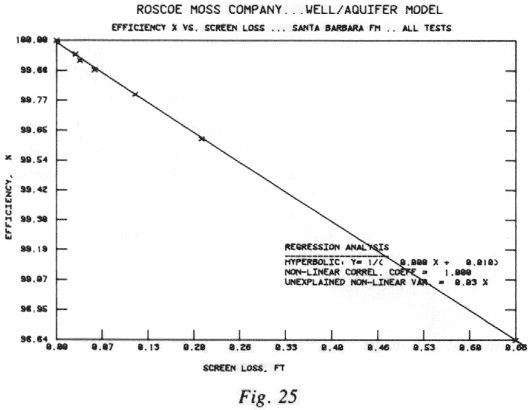 ROSCOE MOSS COMPANY...WELL/AQUIFER MODEL
EFFICIENCY % VS. SCREEN LOSS ... SANTA BARBARA FM .. ALL TESTS
100.00
99.88
99.77
99.65
99.54
99.42
99.30
99.19
99.07
98.95
98.84
EFFICIENCY, %
REGRESSION ANALYSIS
HYPERBOLIC: Y= 1/( 0.000 X + 0.010)
NON-LINEAR CORREL. COEFF = 1.000
UNEXPLAINED NON-LINEAR VAR. = 0.03 %
0.00 0.07 0.13 0.20 0.26 0.33 0.40 0.46 0.53 0.60 0.66
SCREEN LOSS, FT
Fig. 25